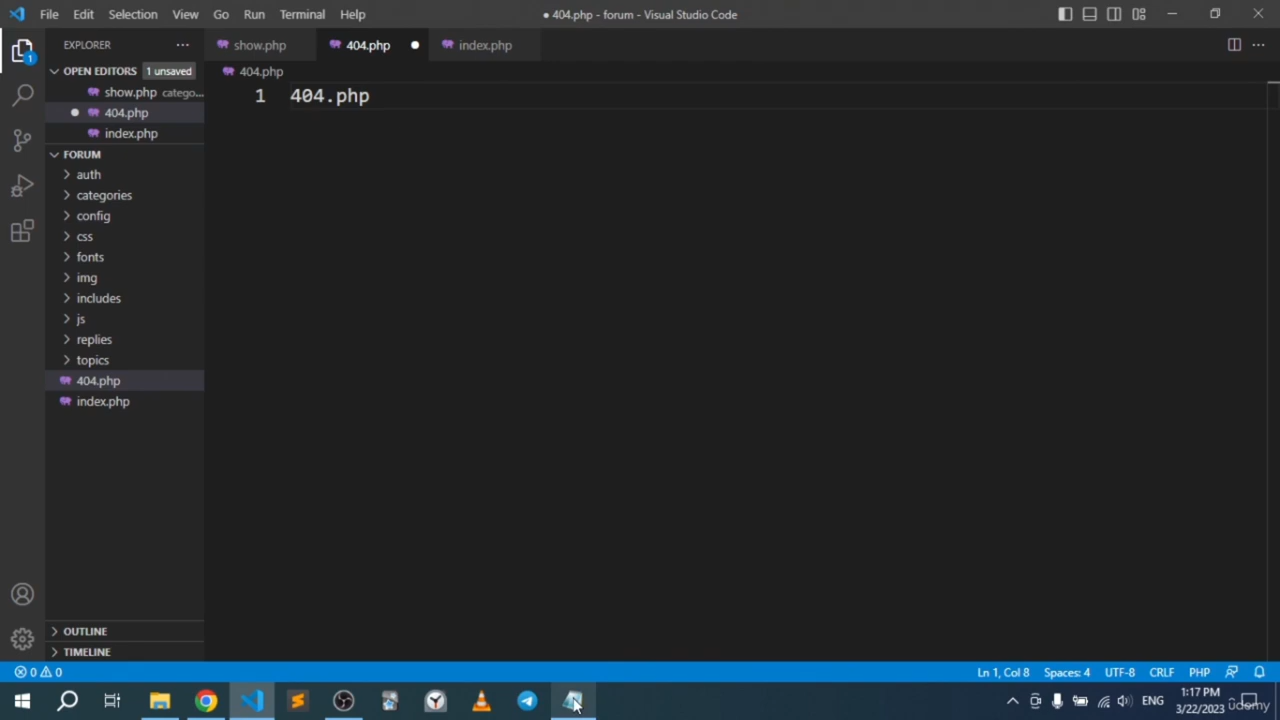 File Edit Selection View Go Run Terminal Help
● 404.php - forum - Visual Studio Code
EXPLORER
show.php
404.php
index.php
OPEN EDITORS 1 unsaved
404.php
show.php catego...
1 404.php
404.php
index.php
FORUM
auth
categories
config
css
fonts
img
includes
js
replies
topics
404.php
index.php
OUTLINE
TIMELINE
0 0
Ln 1, Col 8 Spaces: 4 UTF-8 CRLF PHP
ENG
1:17 PM
3/22/2023
udemy